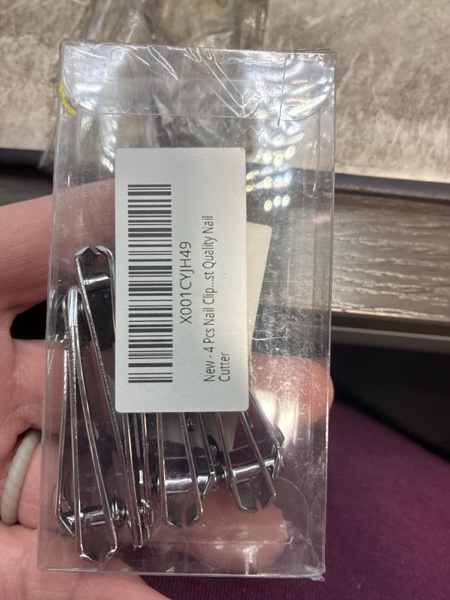 X001CYJH49
New - 4 Pcs Nail Clip...st Quality Nail
Cutter